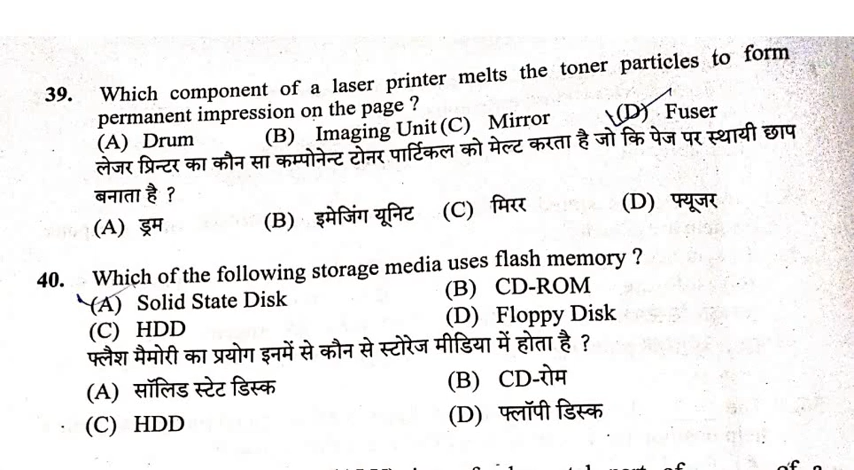 39. Which component of a laser printer melts the toner particles to form
permanent impression on the page ?
(A) Drum (B) Imaging Unit (C) Mirror (D) Fuser
लेजर प्रिन्टर का कौन सा कम्पोनेन्ट टोनर पार्टिकल को मेल्ट करता है जो कि पेज पर स्थायी छाप
बनाता है ?
(A) ड्रम (B) इमेजिंग यूनिट (C) मिरर (D) फ्यूजर
40. Which of the following storage media uses flash memory ?
(A) Solid State Disk (B) CD-ROM
(C) HDD (D) Floppy Disk
फ्लैश मैमोरी का प्रयोग इनमें से कौन से स्टोरेज मीडिया में होता है ?
(A) सॉलिड स्टेट डिस्क (B) CD-रोम
(C) HDD (D) फ्लॉपी डिस्क